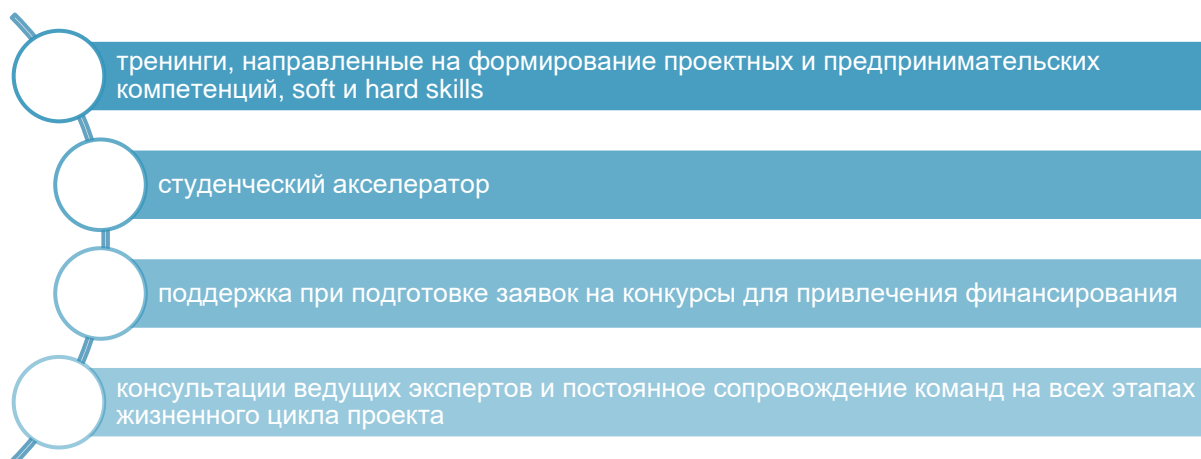 тренинги, направленные на формирование проектных и предпринимательских
компетенций, soft и hard skills
студенческий акселератор
поддержка при подготовке заявок на конкурсы для привлечения финансирования
консультации ведущих экспертов и постоянное сопровождение команд на всех этапах
жизненного цикла проекта